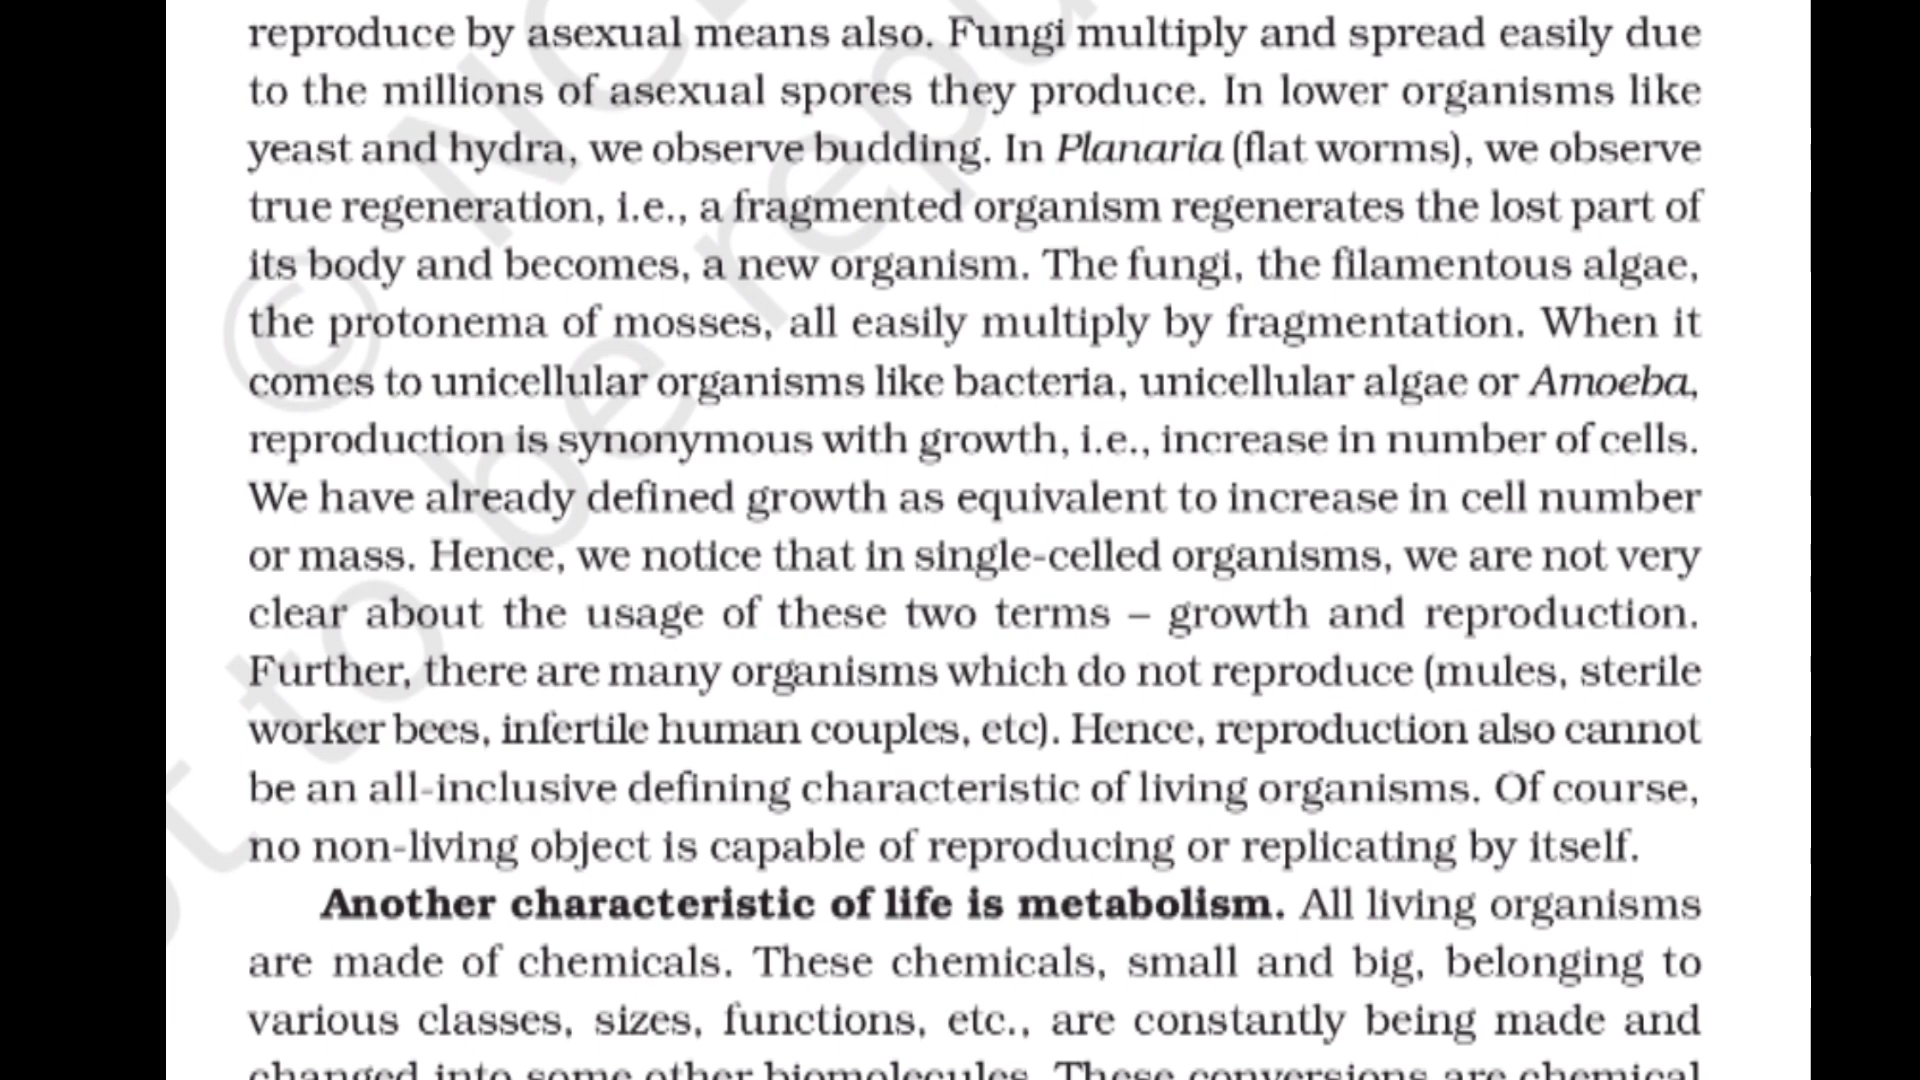 reproduce by asexual means also. Fungi multiply and spread easily due
to the millions of asexual spores they produce. In lower organisms like
yeast and hydra, we observe budding. In Planaria (flat worms), we observe
true regeneration, i.e., a fragmented organism regenerates the lost part of
its body and becomes, a new organism. The fungi, the filamentous algae,
the protonema of mosses, all easily multiply by fragmentation. When it
comes to unicellular organisms like bacteria, unicellular algae or Amoeba,
reproduction is synonymous with growth, i.e., increase in number of cells.
We have already defined growth as equivalent to increase in cell number
or mass. Hence, we notice that in single-celled organisms, we are not very
clear about the usage of these two terms – growth and reproduction.
Further, there are many organisms which do not reproduce (mules, sterile
worker bees, infertile human couples, etc). Hence, reproduction also cannot
be an all-inclusive defining characteristic of living organisms. Of course,
no non-living object is capable of reproducing or replicating by itself.
Another characteristic of life is metabolism. All living organisms
are made of chemicals. These chemicals, small and big, belonging to
various classes, sizes, functions, etc., are constantly being made and
changed into some other biomolecules. These conversions are chemical